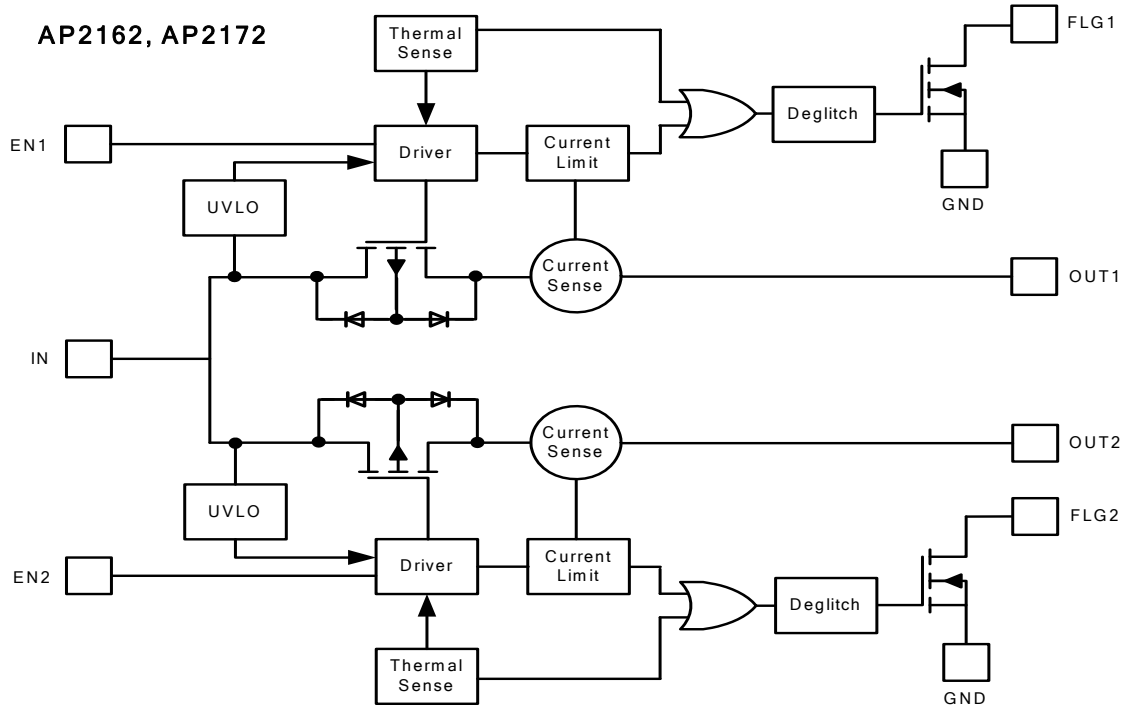 AP2162, AP2172
Thermal
Sense
FLG1
EN1
Driver
Current
Limit
Deglitch
GND
UVLO
Current
Sense
OUT1
IN
Current
Sense
OUT2
UVLO
FLG2
EN2
Driver
Current
Limit
Deglitch
Thermal
Sense
GND